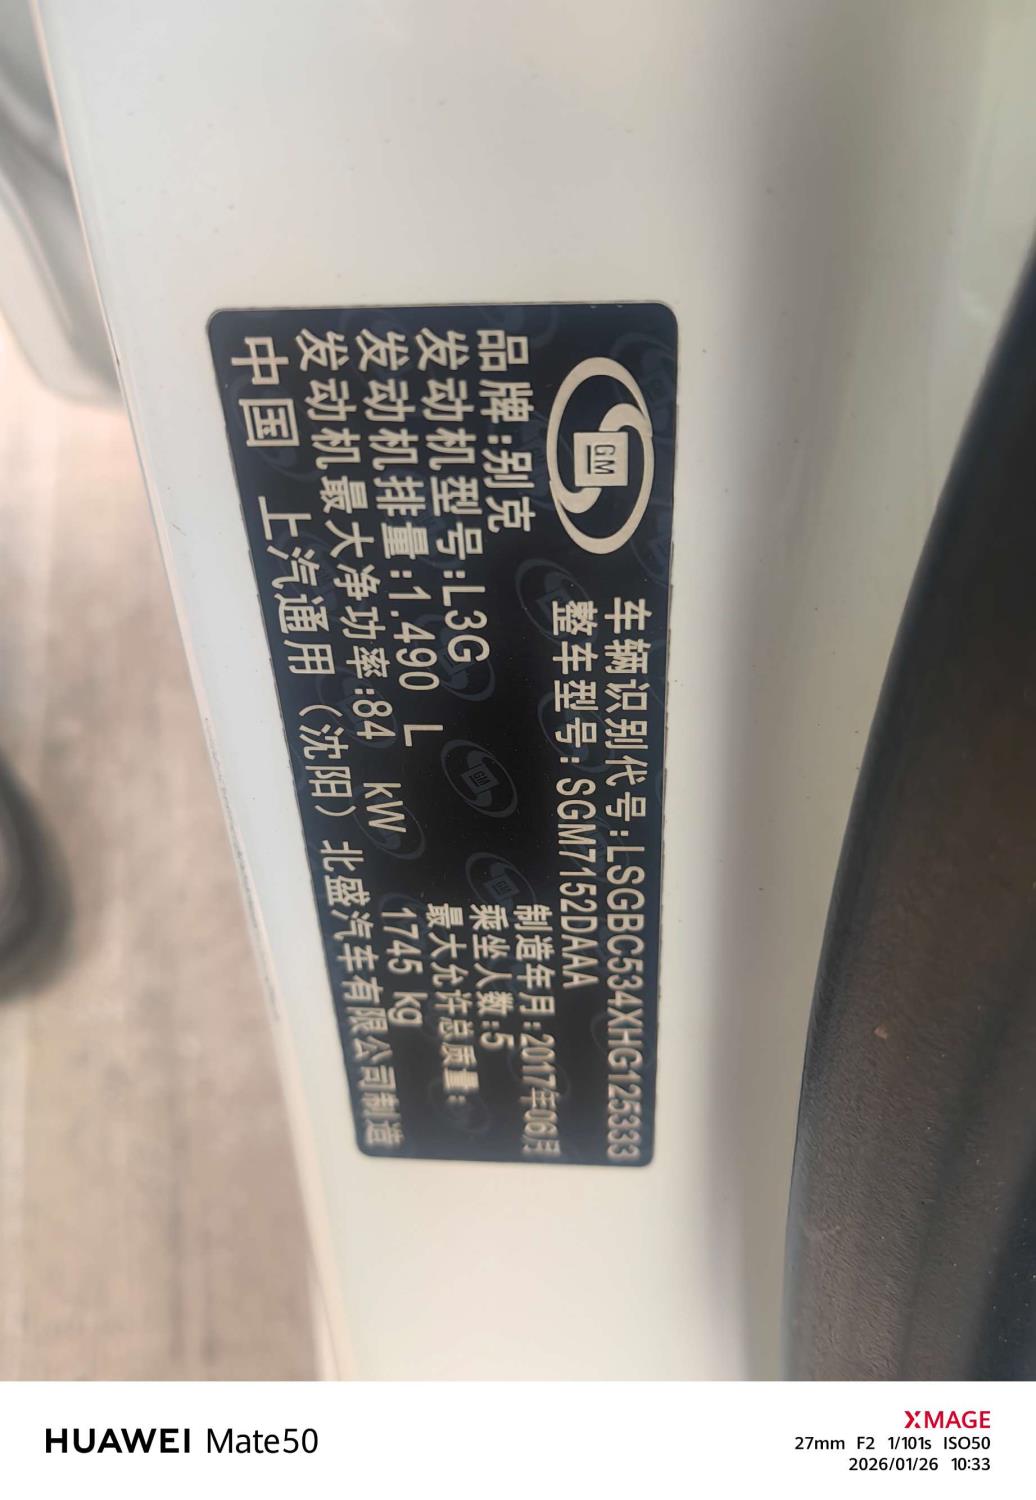 GM
车辆识别代号:LSGBC534XHG125333
整车型号:SGM7152DAA
品牌:别克
制造年月:2017年06月
发动机型号:L3G
乘坐人数:5
发动机排量:1.490 L
最大允许总质量:
发动机最大净功率:84 kW
1745 kg
中国 上汽通用(沈阳)北盛汽车有限公司制造
HUAWEI Mate50
XMAGE
27mm F2 1/101s ISO50
2026/01/26 10:33